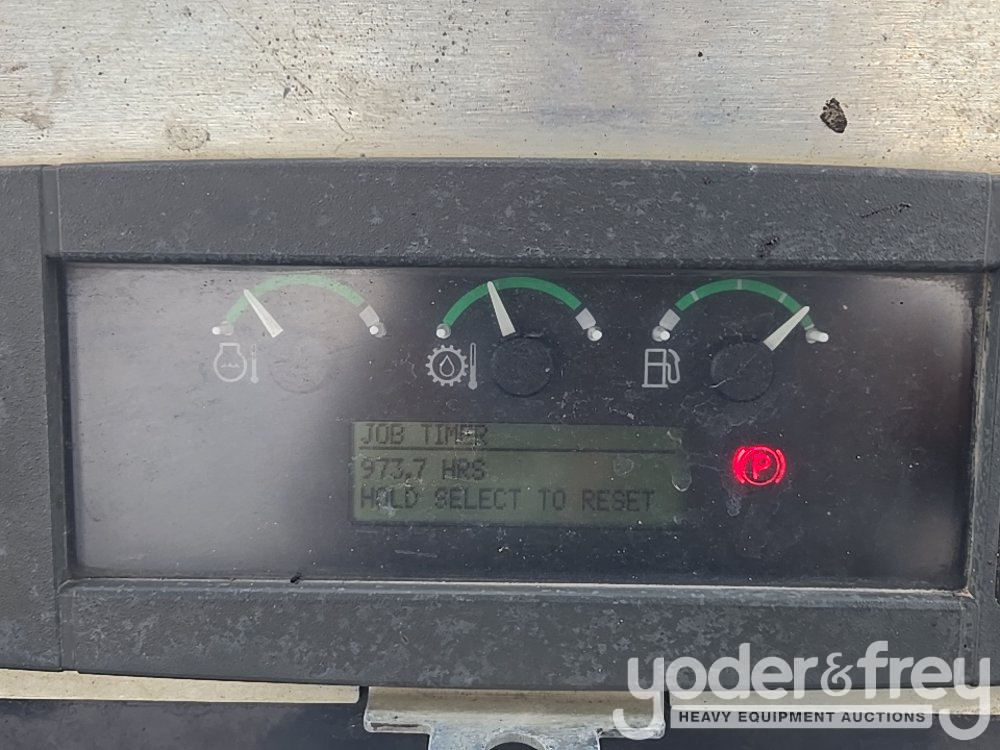 JOB TIMER
973.7 HRS
HOLD SELECT TO RESET
P
yoder&frey
HEAVY EQUIPMENT AUCTIONS